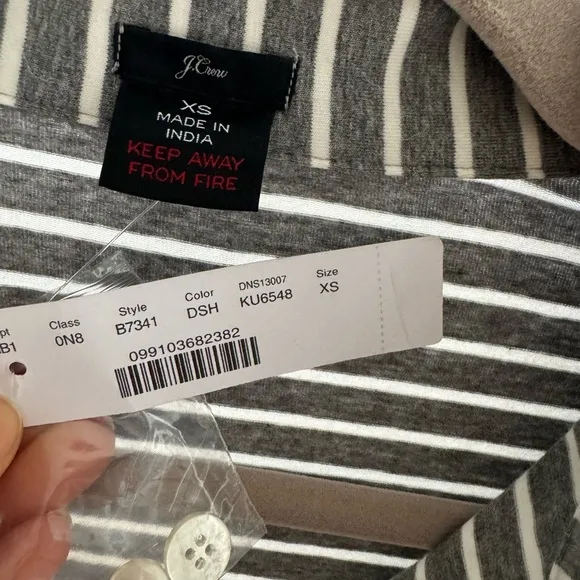 J.Crew
XS
MADE IN
INDIA
KEEP AWAY
FROM FIRE
Class Style Color DNS13007 Size
B1 0N8 B7341 DSH KU6548 XS
099103682382